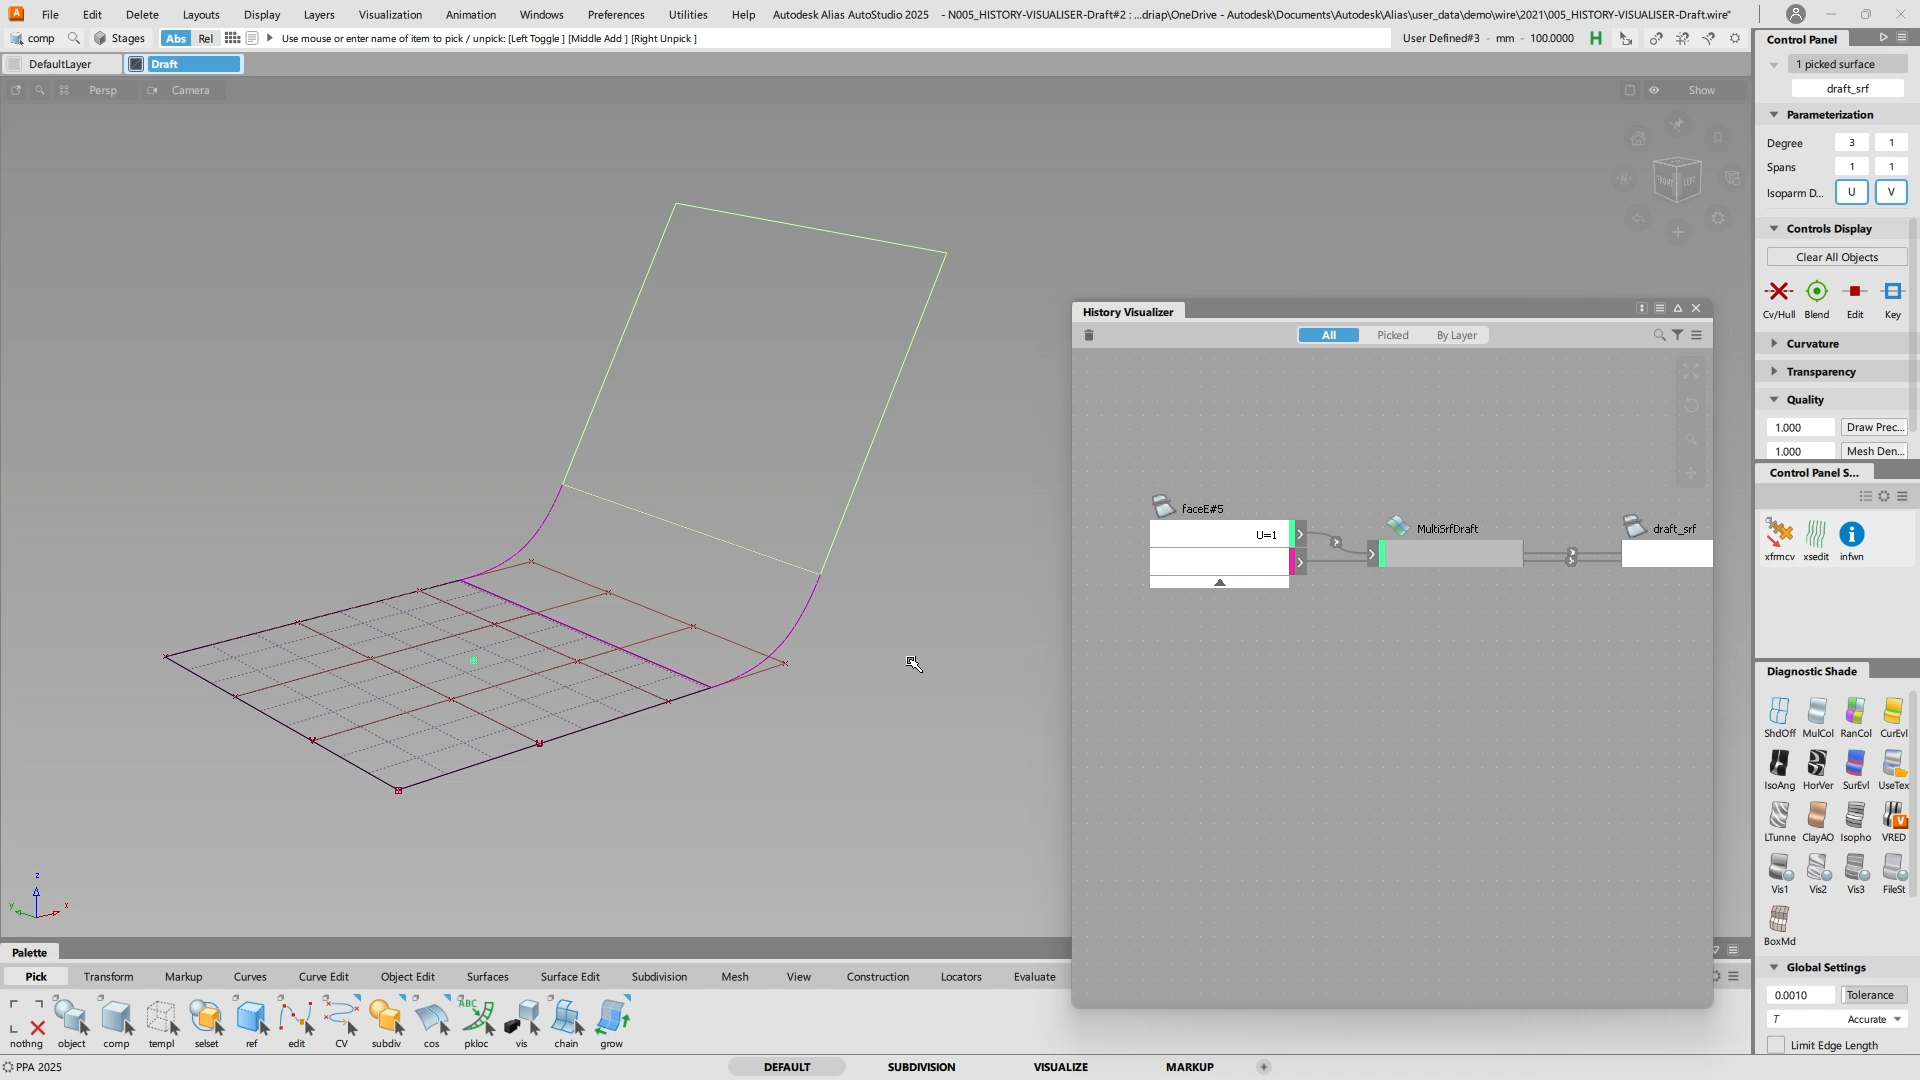 File Edit Delete Layouts Display Layers Visualization Animation Windows Preferences Utilities Help Autodesk Alias AutoStudio 2025 - N005_HISTORY-VISUALISER-Draft#2 : ...driap\OneDrive - Autodesk\Documents\Autodesk\Alias\user_data\demo\wire\2021\005_HISTORY-VISUALISER-Draft.wire*
comp Stages Abs Rel Use mouse or enter name of item to pick / unpick: [Left Toggle ] [Middle Add ] [Right Unpick ] User Defined#3 - mm - 100.0000 H
DefaultLayer Draft
Persp Camera Show
FRONT LEFT
Control Panel
1 picked surface
draft_srf
Parameterization
Degree 3 1
Spans 1 1
Isoparm D... U V
Controls Display
Clear All Objects
Cv/Hull Blend Edit Key
Curvature
Transparency
Quality
1.000 Draw Prec...
1.000 Mesh Den...
Control Panel S...
xfrmcv xsedit infwn
Diagnostic Shade
ShdOff MulCol RanCol CurEvl
IsoAng HorVer SurEvl UseTex
LTunne ClayAO Isopho VRED
Vis1 Vis2 Vis3 FileSt
BoxMd
Global Settings
0.0010 Tolerance
T Accurate
Limit Edge Length
History Visualizer
All Picked By Layer
faceE#5
U=1
MultiSrfDraft
draft_srf
V U
z
y x
Palette
Pick Transform Markup Curves Curve Edit Object Edit Surfaces Surface Edit Subdivision Mesh View Construction Locators Evaluate
ABC
nothng object comp templ selset ref edit CV subdiv cos pkloc vis chain grow
PPA 2025 DEFAULT SUBDIVISION VISUALIZE MARKUP